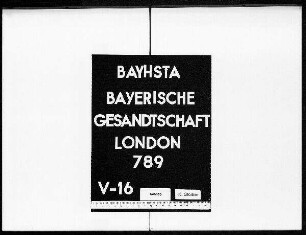 BAYHSTA
BAYERISCHE
GESANDTSCHAFT
LONDON
789
V-16